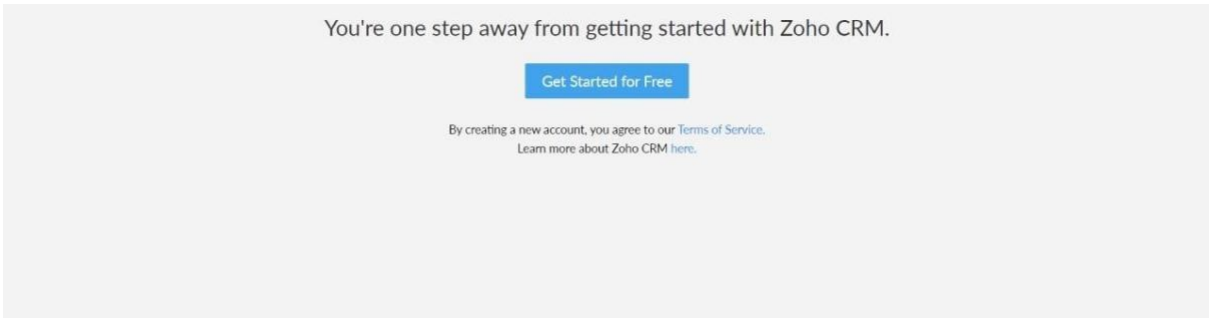 You're one step away from getting started with Zoho CRM.
Get Started for Free
By creating a new account, you agree to our Terms of Service.
Learn more about Zoho CRM here.